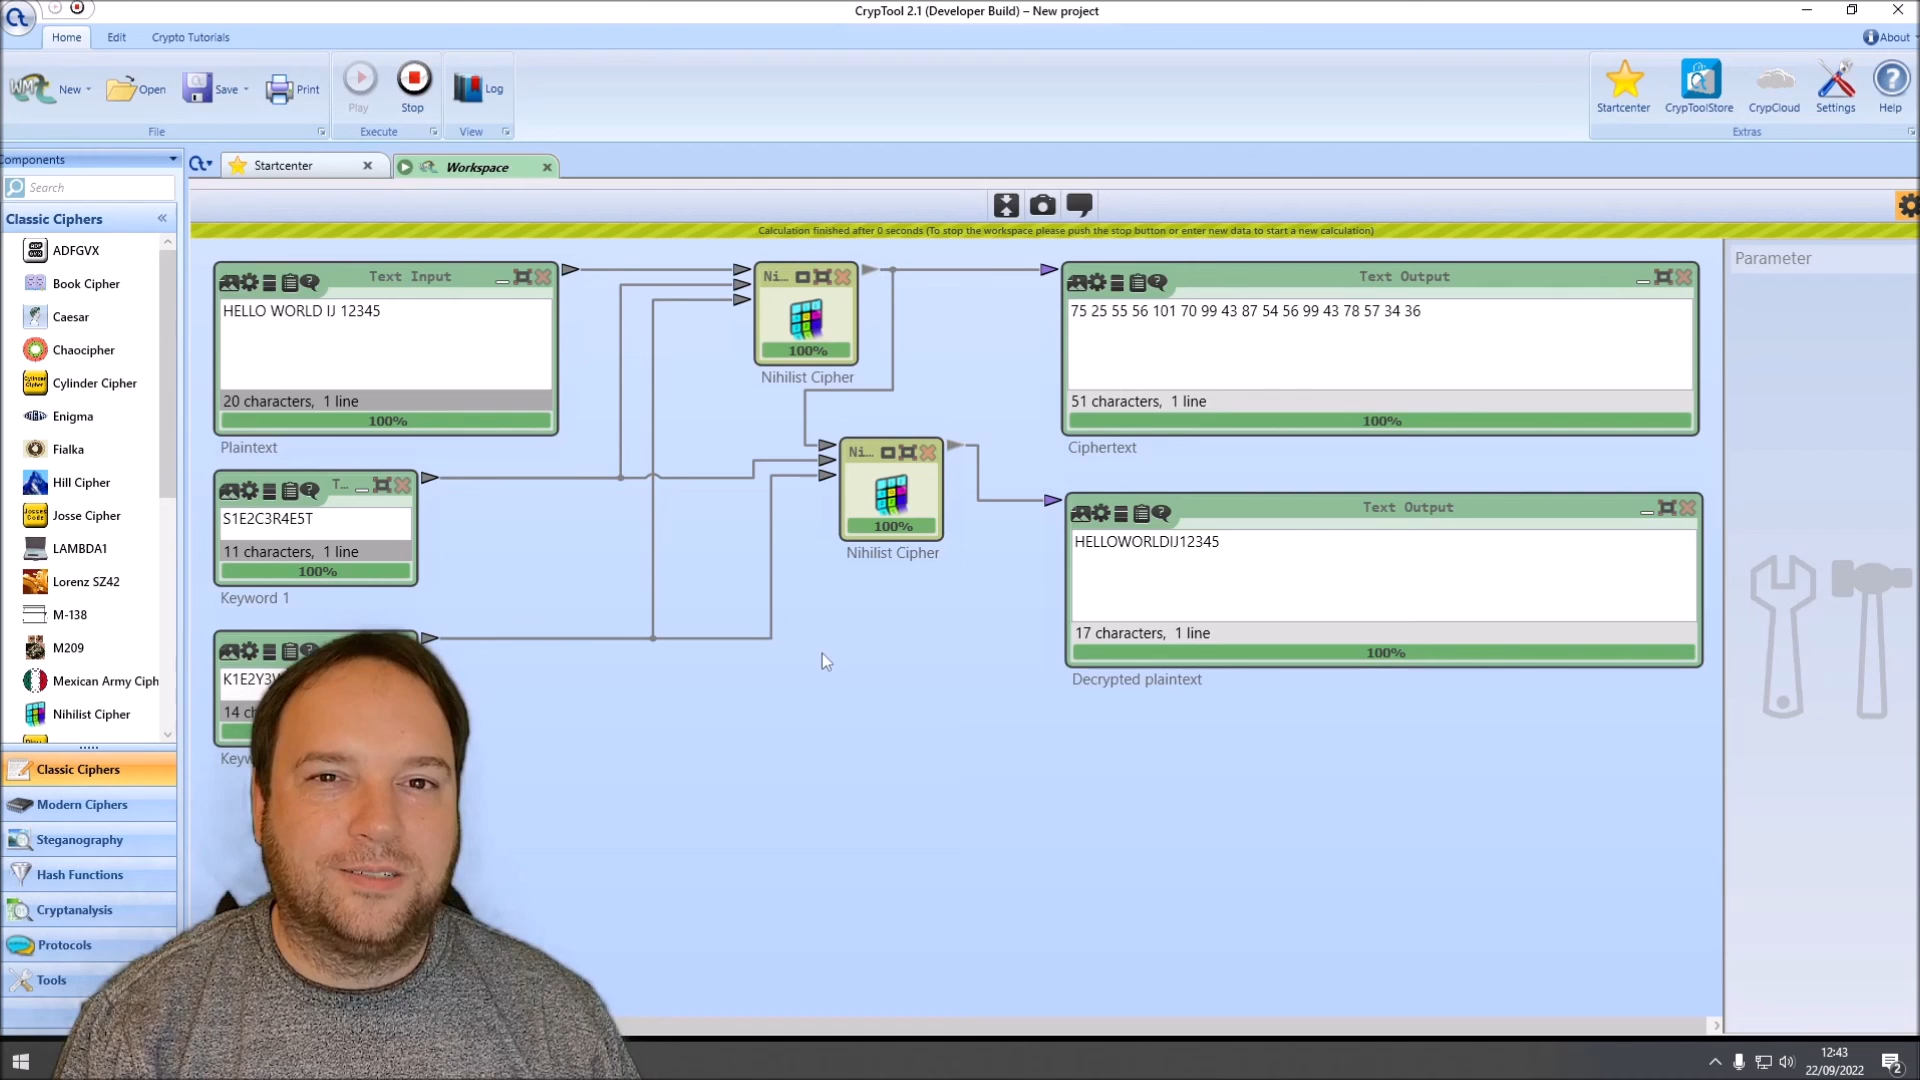 CrypTool 2.1 (Developer Build) – New project
Home
Edit
Crypto Tutorials
About
New
Open
Save
Print
Play
Stop
Log
Startcenter
CrypToolStore
CrypCloud
Settings
Help
File
Execute
View
Extras
Components
Startcenter
Workspace
Search
Classic Ciphers
Calculation finished after 0 seconds (To stop the workspace please push the stop button or enter new data to start a new calculation)
ADFGVX
Book Cipher
Caesar
Chaocipher
Cylinder Cipher
Enigma
Fialka
Hill Cipher
Josse Cipher
LAMBDA1
Lorenz SZ42
M-138
M209
Mexican Army Ciph
Nihilist Cipher
Classic Ciphers
Modern Ciphers
Steganography
Hash Functions
Cryptanalysis
Protocols
Tools
Text Input
HELLO WORLD IJ 12345
20 characters, 1 line
100%
Plaintext
T...
S1E2C3R4E5T
11 characters, 1 line
100%
Keyword 1
K1E2Y3
14 ch
Keyw
Ni...
100%
Nihilist Cipher
Ni...
100%
Nihilist Cipher
Text Output
75 25 55 56 101 70 99 43 87 54 56 99 43 78 57 34 36
51 characters, 1 line
100%
Ciphertext
Text Output
HELLOWORLDIJ12345
17 characters, 1 line
100%
Decrypted plaintext
Parameter
12:43
22/09/2022
2